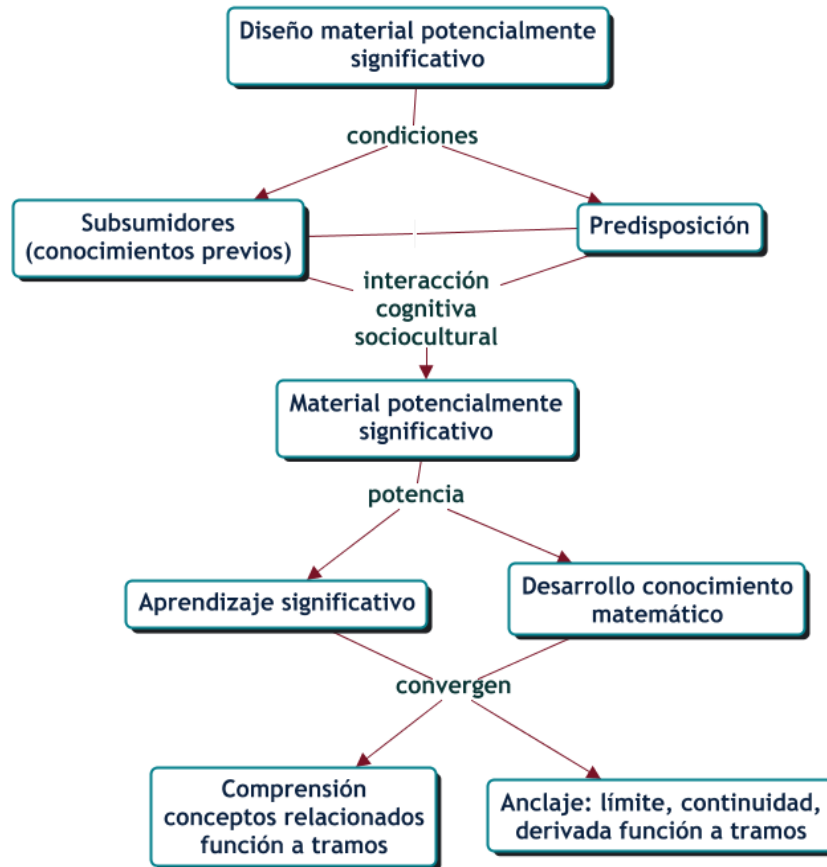 Diseño material potencialmente
significativo
condiciones
Subsumidores
(conocimientos previos)
Predisposición
interacción
cognitiva
sociocultural
Material potencialmente
significativo
potencia
Aprendizaje significativo
Desarrollo conocimiento
matemático
convergen
Comprensión
conceptos relacionados
función a tramos
Anclaje: límite, continuidad,
derivada función a tramos